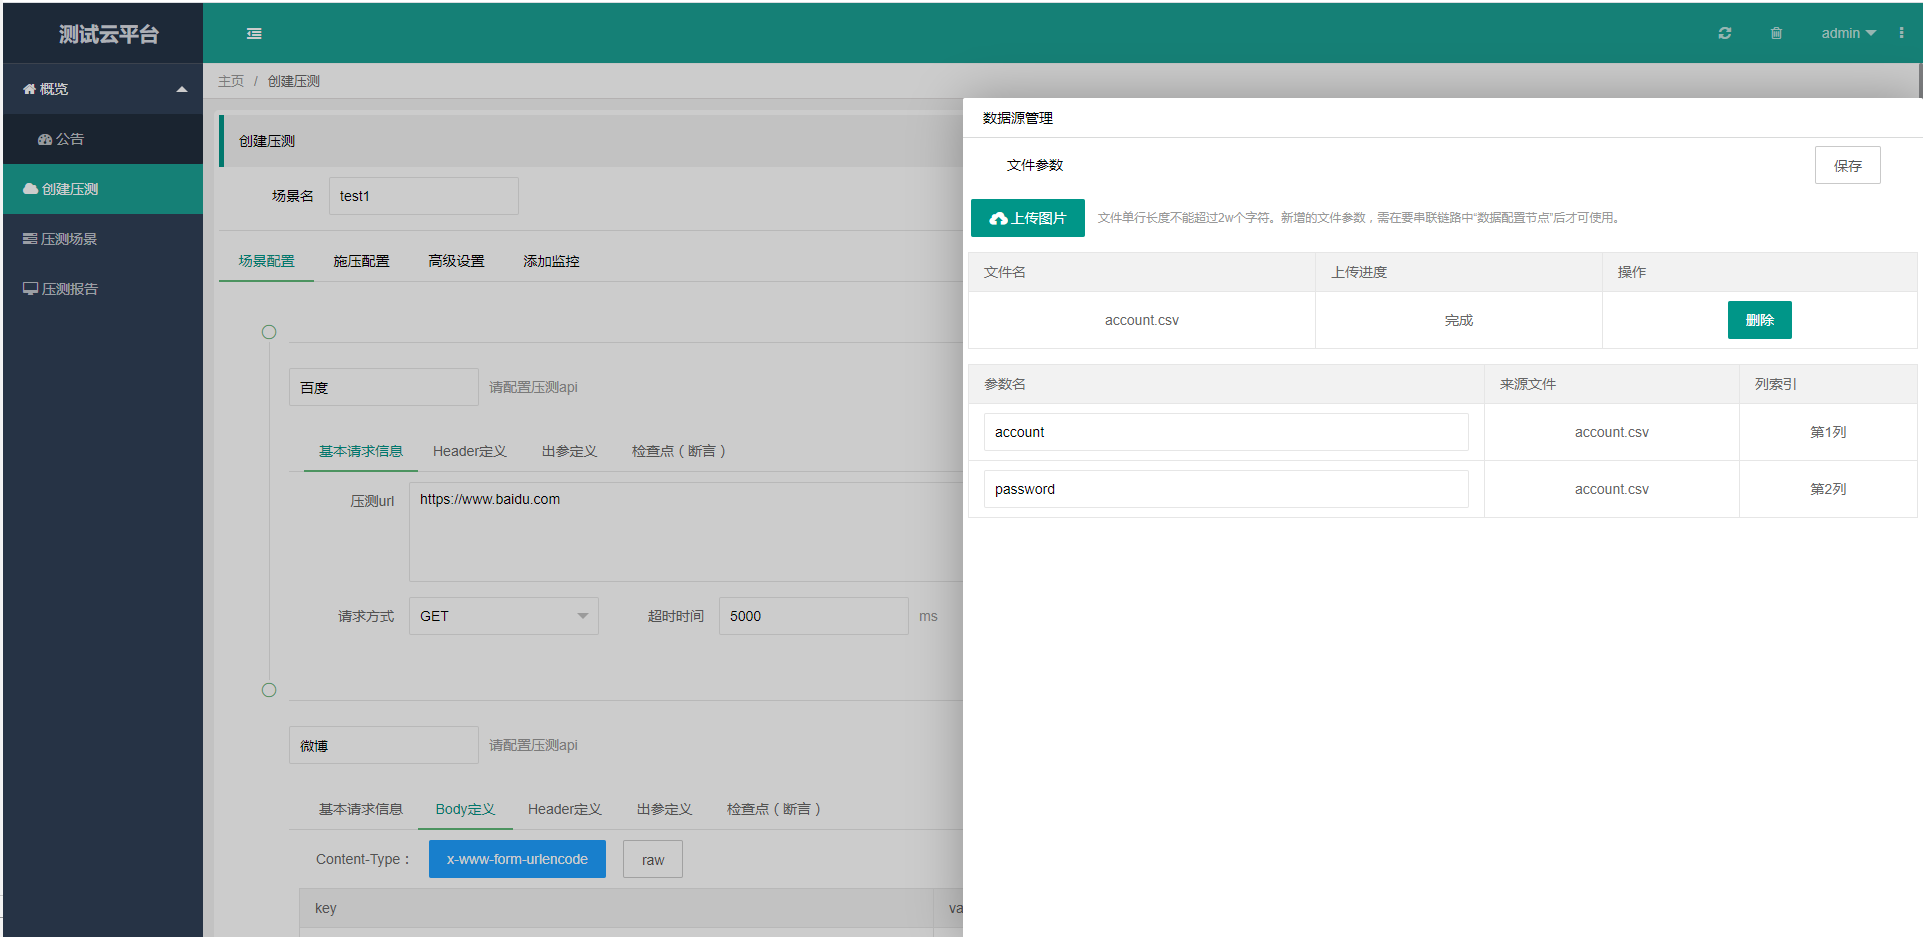 测试云平台
admin
概览
公告
创建压测
压测场景
压测报告
主页 / 创建压测
创建压测
场景名 test1
场景配置 施压配置 高级设置 添加监控
百度 请配置压测api
基本请求信息 Header定义 出参定义 检查点（断言）
压测url https://www.baidu.com
请求方式 GET 超时时间 5000 ms
微博 请配置压测api
基本请求信息 Body定义 Header定义 出参定义 检查点（断言）
Content-Type： x-www-form-urlencode raw
key va
数据源管理
文件参数 保存
上传图片 文件单行长度不能超过2w个字符。新增的文件参数，需在要串联链路中“数据配置节点”后才可使用。
文件名 上传进度 操作
account.csv 完成 删除
参数名 来源文件 列索引
account account.csv 第1列
password account.csv 第2列